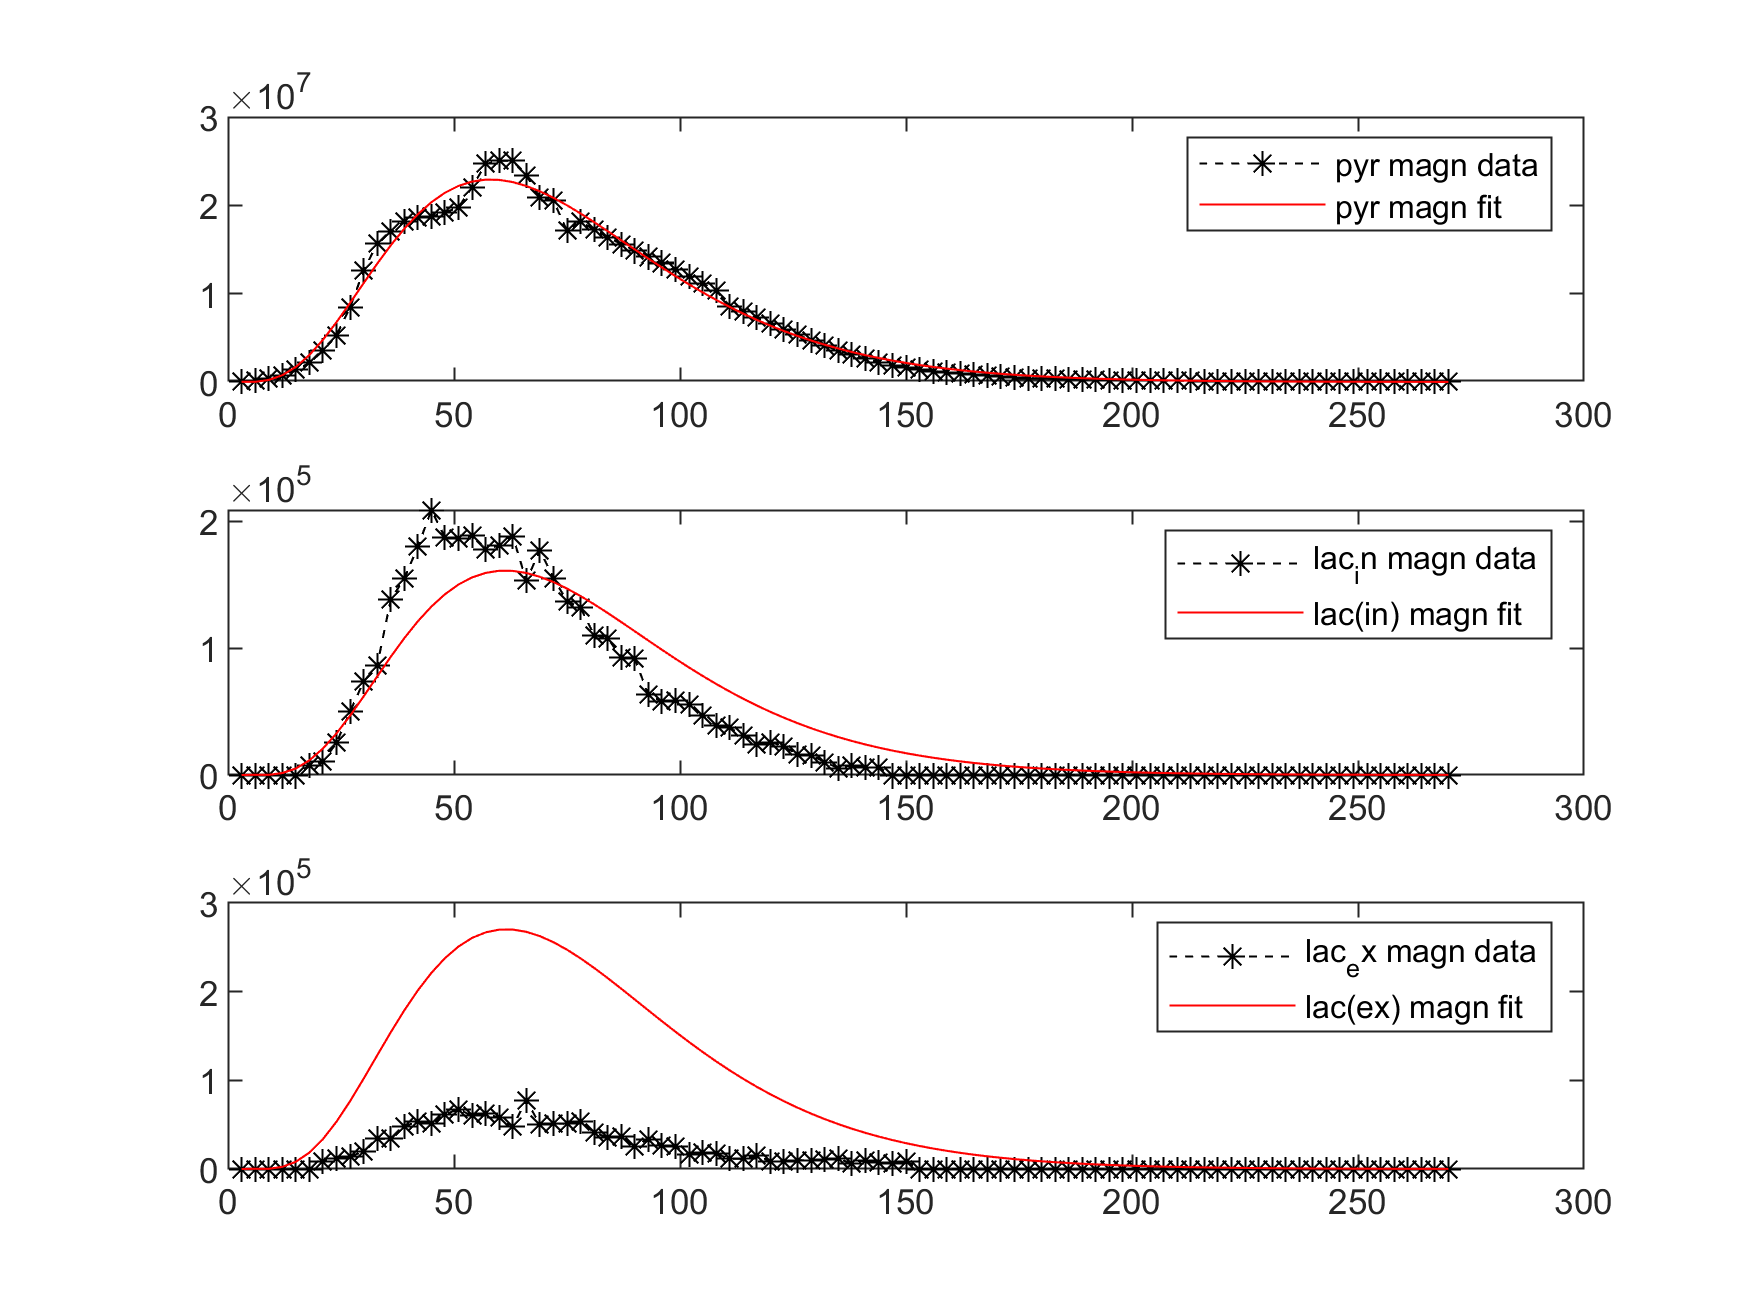 ×10^7
3
2
1
0
0 50 100 150 200 250 300
pyr magn data
pyr magn fit
×10^5
2
1
0
0 50 100 150 200 250 300
lac_in magn data
lac(in) magn fit
×10^5
3
2
1
0
0 50 100 150 200 250 300
lac_ex magn data
lac(ex) magn fit